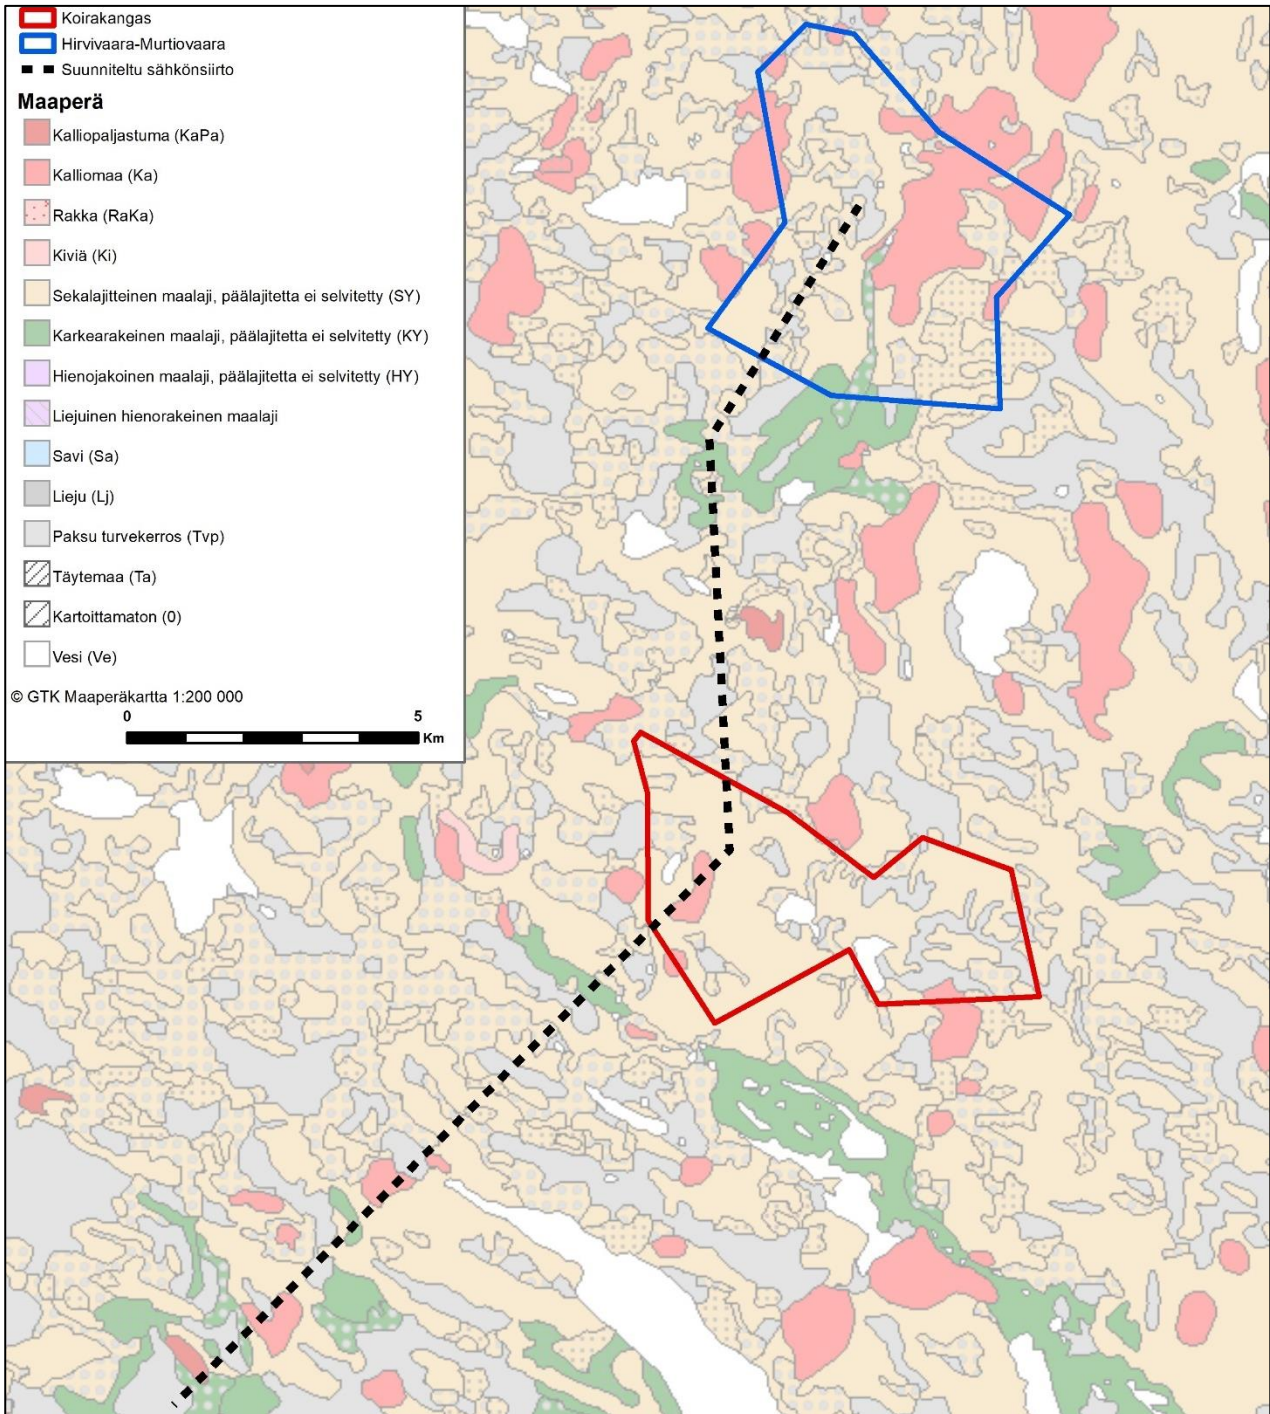 Koirakangas
Hirvivaara-Murtiovaara
Suunniteltu sähkönsiirto
Maaperä
Kalliopaljastuma (KaPa)
Kalliomaa (Ka)
Rakka (RaKa)
Kiviä (Ki)
Sekalajitteinen maalaji, päälajitetta ei selvitetty (SY)
Karkearakeinen maalaji, päälajitetta ei selvitetty (KY)
Hienojakoinen maalaji, päälajitetta ei selvitetty (HY)
Liejuinen hienorakeinen maalaji
Savi (Sa)
Lieju (Lj)
Paksu turvekerros (Tvp)
Täytemaa (Ta)
Kartoittamaton (0)
Vesi (Ve)
© GTK Maaperäkartta 1:200 000
0 5
Km